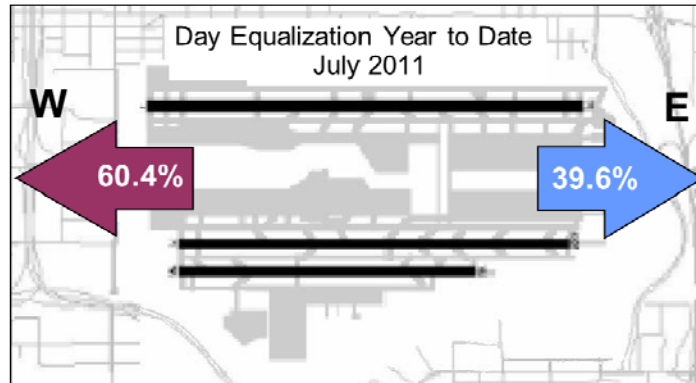 Day Equalization Year to Date
July 2011
W
E
60.4%
39.6%